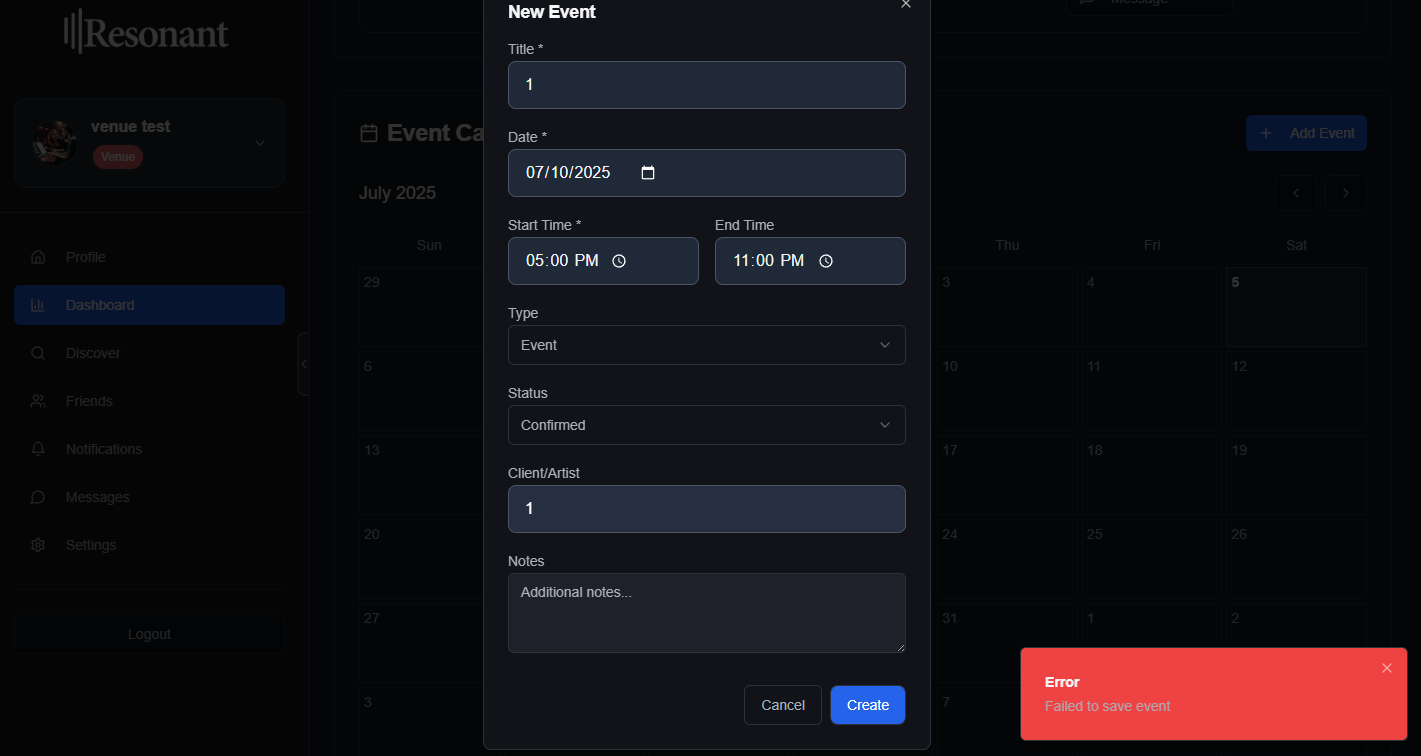 Resonant
venue test
Venue
Profile
Dashboard
Discover
Friends
Notifications
Messages
Settings
Logout
Message
Event Ca
Add Event
July 2025
Sun
Thu
Fri
Sat
29
3
4
5
6
10
11
12
13
17
18
19
20
24
25
26
27
31
1
2
3
7
New Event
Title *
1
Date *
07/10/2025
Start Time * End Time
05:00 PM 11:00 PM
Type
Event
Status
Confirmed
Client/Artist
1
Notes
Additional notes...
Cancel Create
Error
Failed to save event